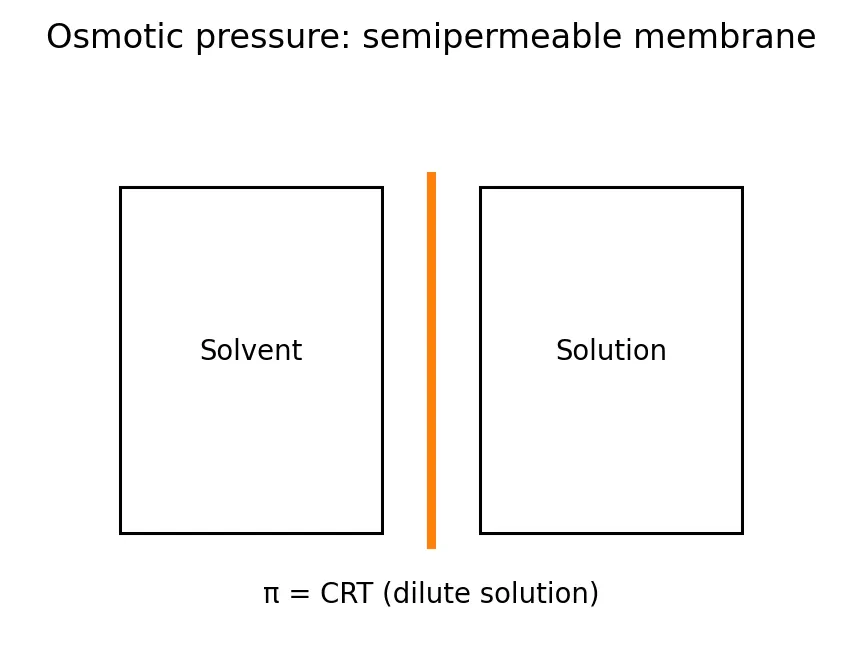 Osmotic pressure: semipermeable membrane
Solvent
Solution
π = CRT (dilute solution)